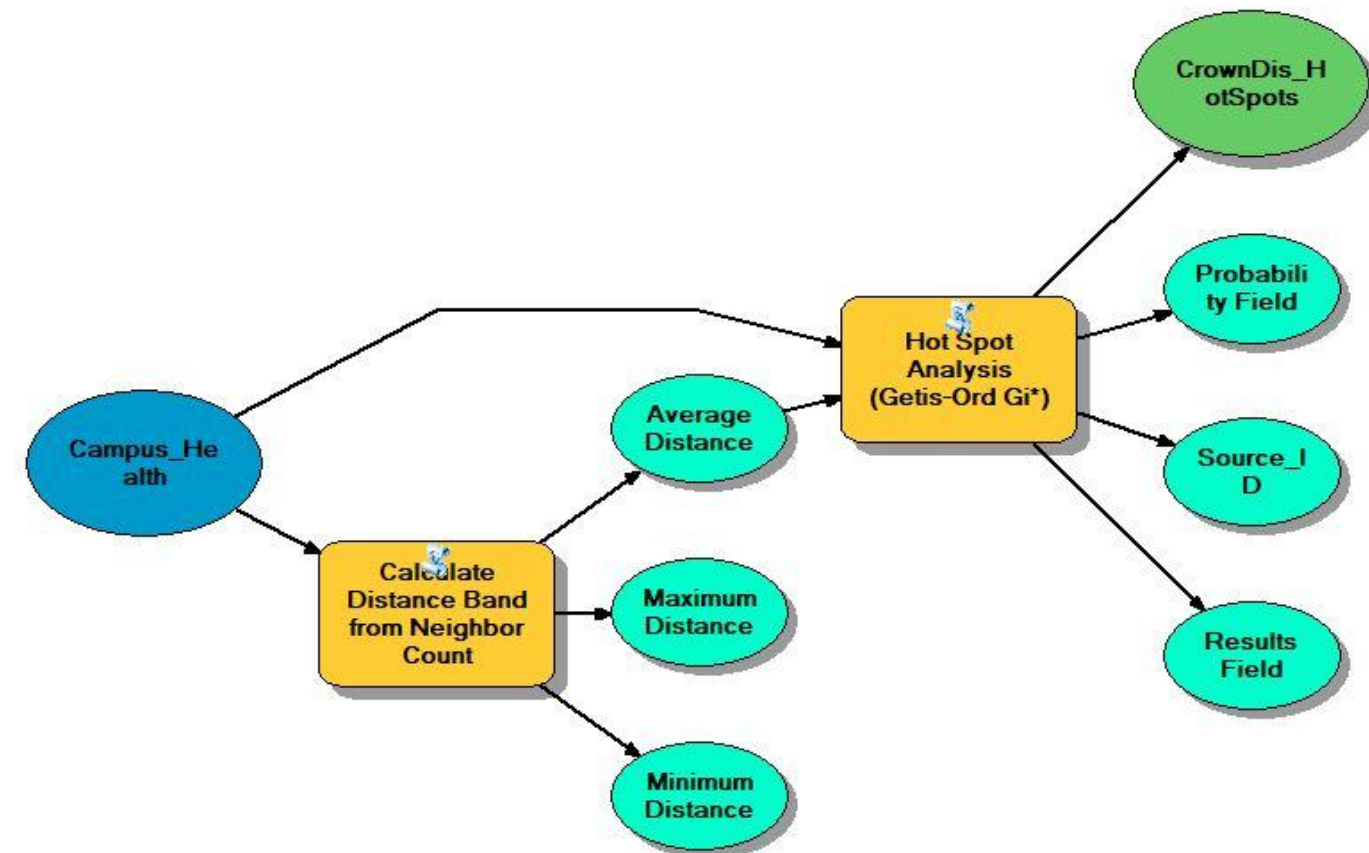 CrownDis_H
otSpots
Probabili
ty Field
Hot Spot
Analysis
(Getis-Ord Gi*)
Average
Distance
Campus_He
alth
Source_I
D
Calculate
Distance Band
from Neighbor
Count
Maximum
Distance
Results
Field
Minimum
Distance